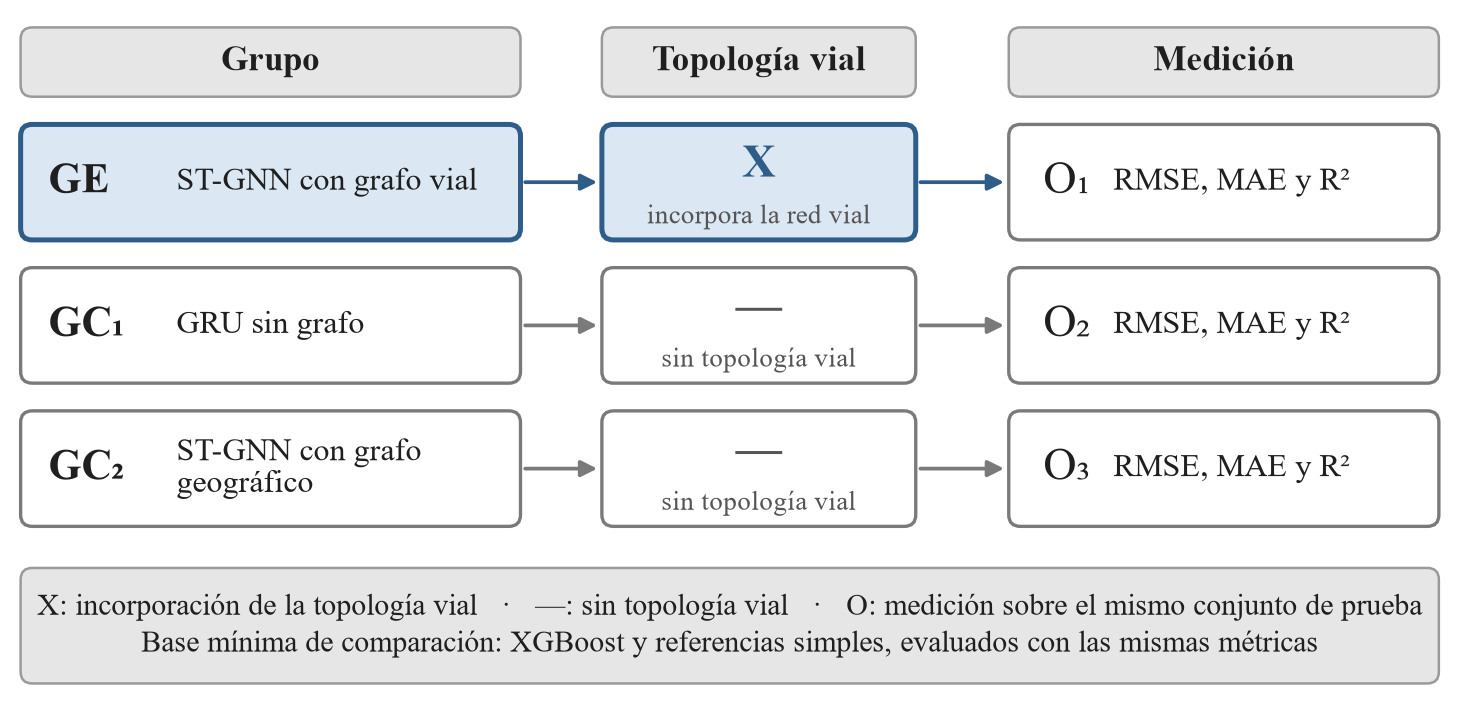 Grupo
Topología vial
Medición
GE
ST-GNN con grafo vial
X
incorpora la red vial
O₁ RMSE, MAE y R²
GC₁
GRU sin grafo
—
sin topología vial
O₂ RMSE, MAE y R²
GC₂
ST-GNN con grafo
geográfico
—
sin topología vial
O₃ RMSE, MAE y R²
X: incorporación de la topología vial · —: sin topología vial · O: medición sobre el mismo conjunto de prueba
Base mínima de comparación: XGBoost y referencias simples, evaluados con las mismas métricas